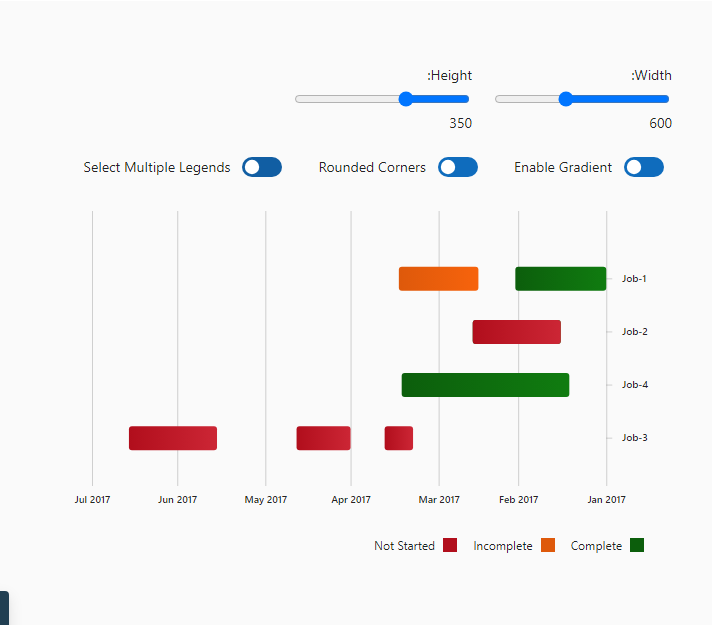 :Height
:Width
350
600
Select Multiple Legends
Rounded Corners
Enable Gradient
Job-1
Job-2
Job-4
Job-3
Jul 2017
Jun 2017
May 2017
Apr 2017
Mar 2017
Feb 2017
Jan 2017
Not Started
Incomplete
Complete